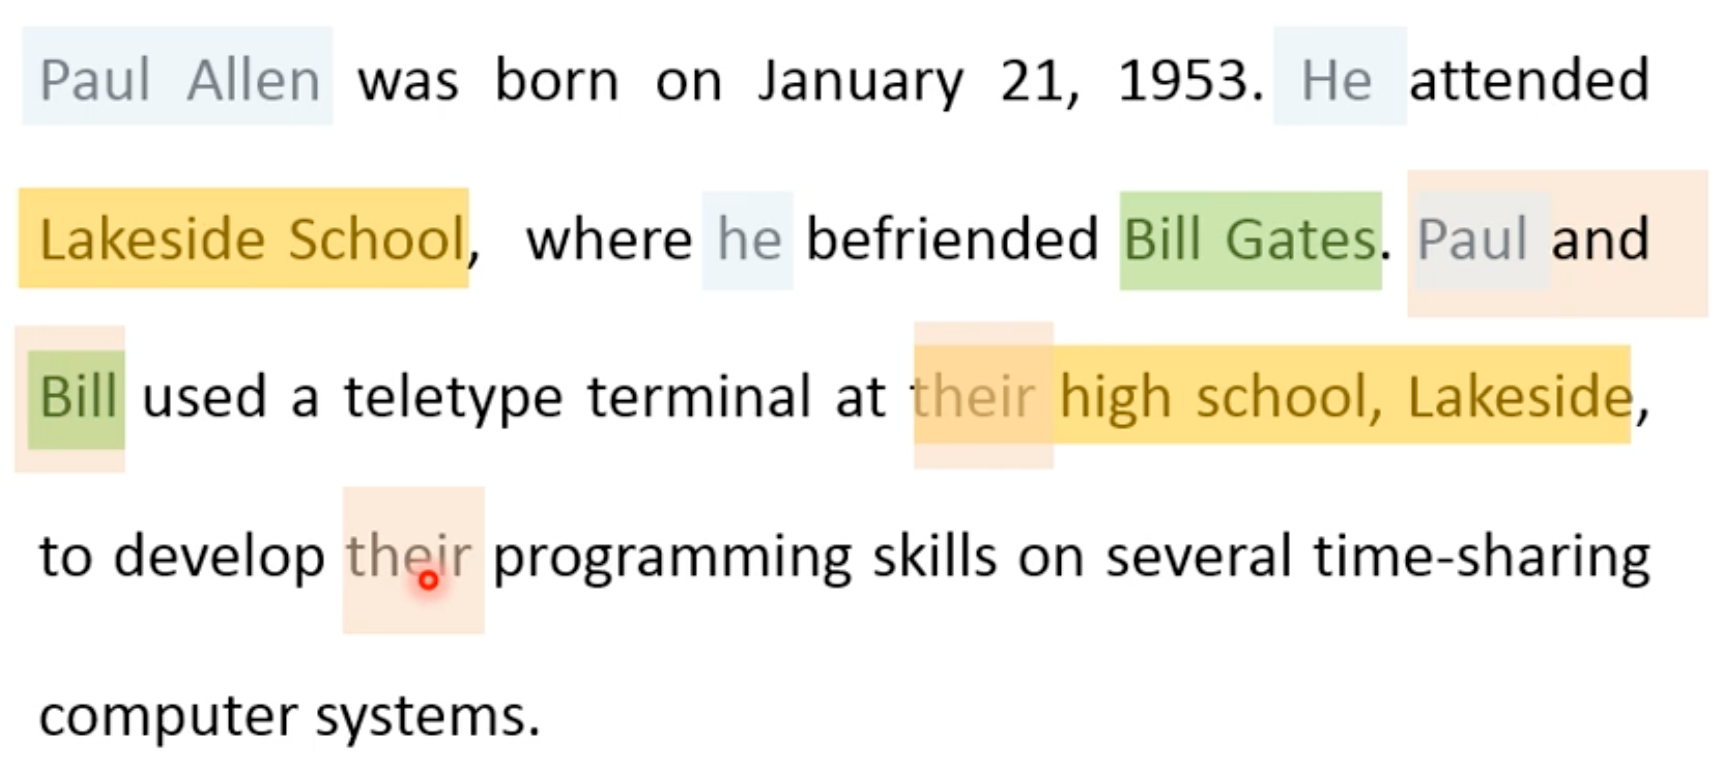 Paul Allen was born on January 21, 1953. He attended
Lakeside School, where he befriended Bill Gates. Paul and
Bill used a teletype terminal at their high school, Lakeside,
to develop their programming skills on several time-sharing
computer systems.